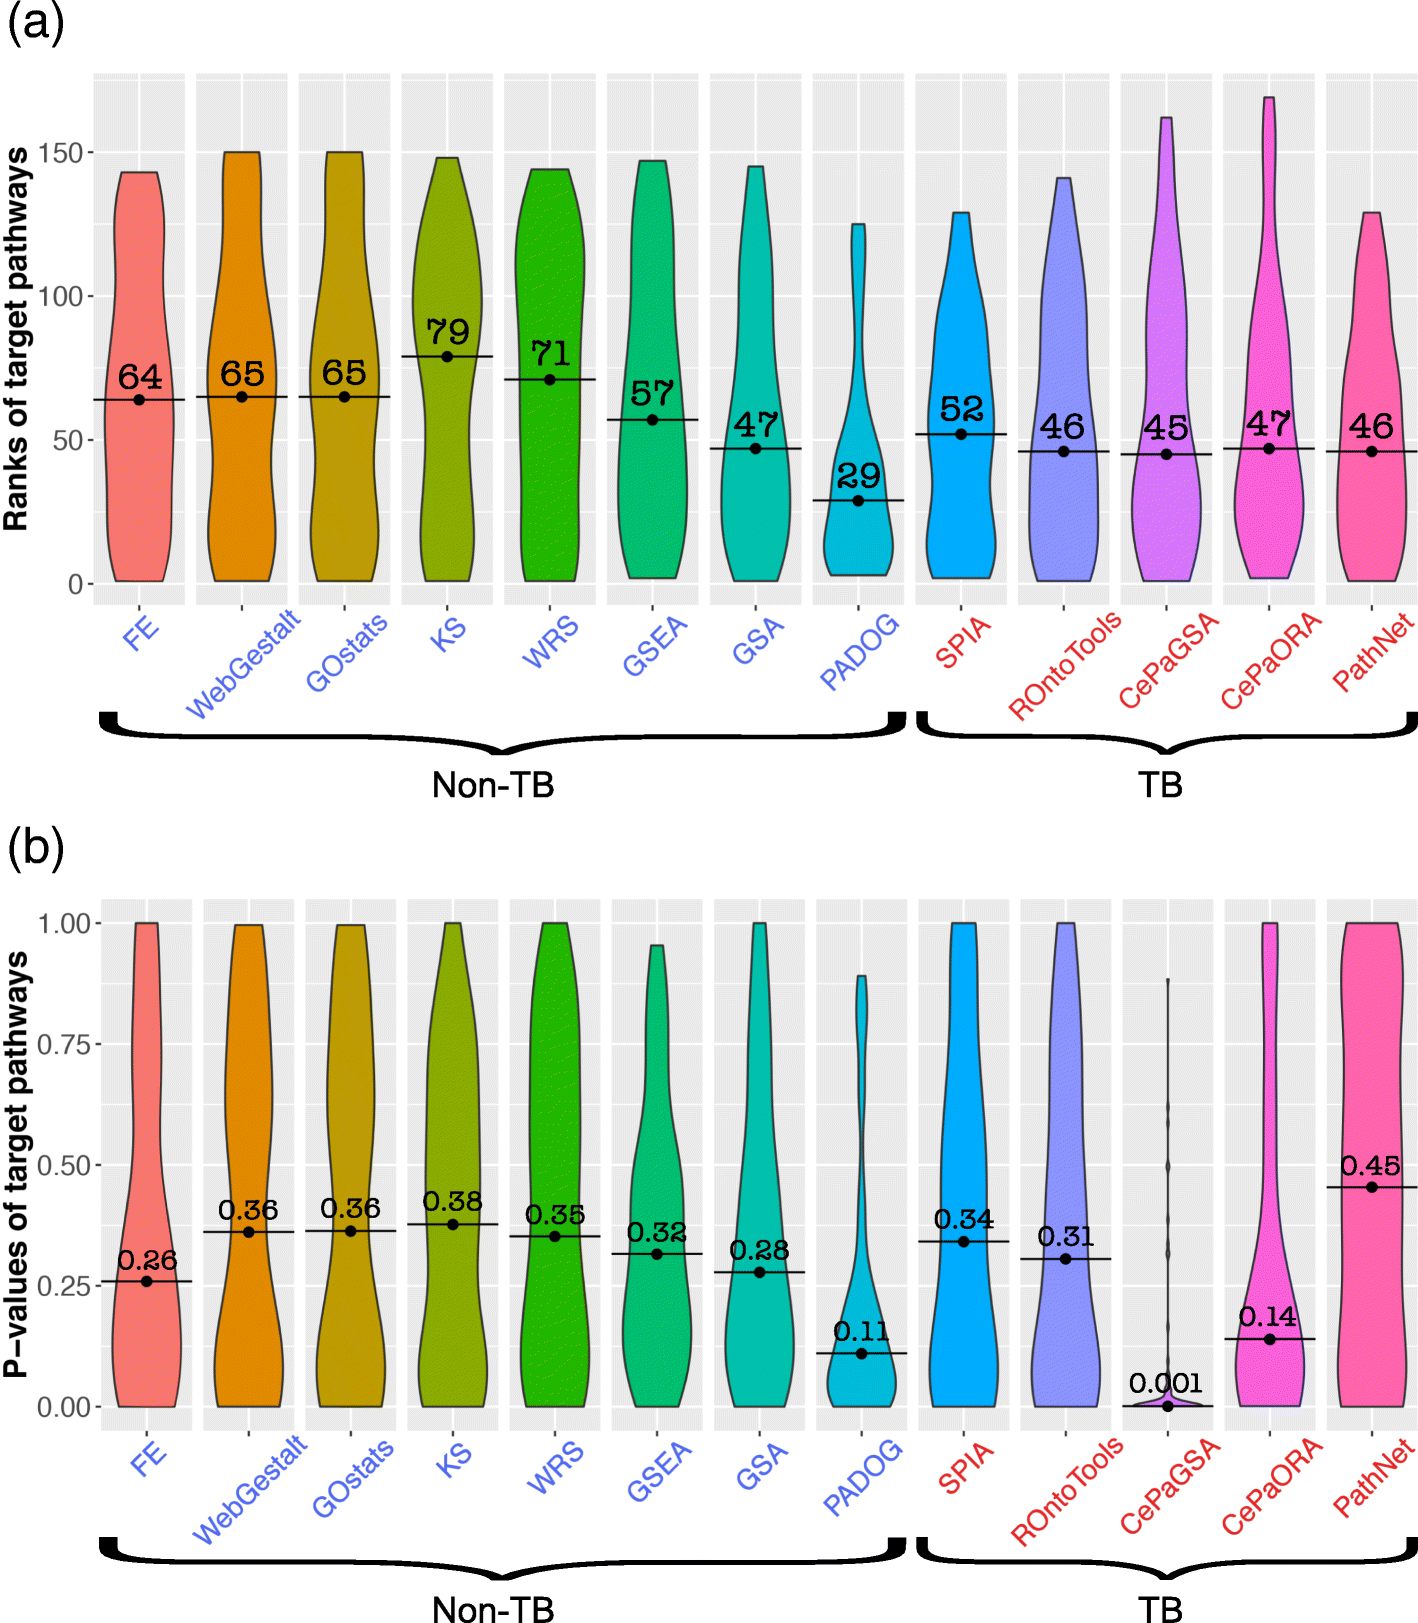 (a)
Ranks of target pathways
150
100
50
0
64
65
65
79
71
57
47
29
52
46
45
47
46
FE
WebGestalt
GOstats
KS
WRS
GSEA
GSA
PADOG
SPIA
ROntoTools
CePaGSA
CePaORA
PathNet
Non-TB
TB
(b)
P−values of target pathways
1.00
0.75
0.50
0.25
0.00
0.26
0.36
0.36
0.38
0.35
0.32
0.28
0.11
0.34
0.31
0.001
0.14
0.45
FE
WebGestalt
GOstats
KS
WRS
GSEA
GSA
PADOG
SPIA
ROntoTools
CePaGSA
CePaORA
PathNet
Non-TB
TB